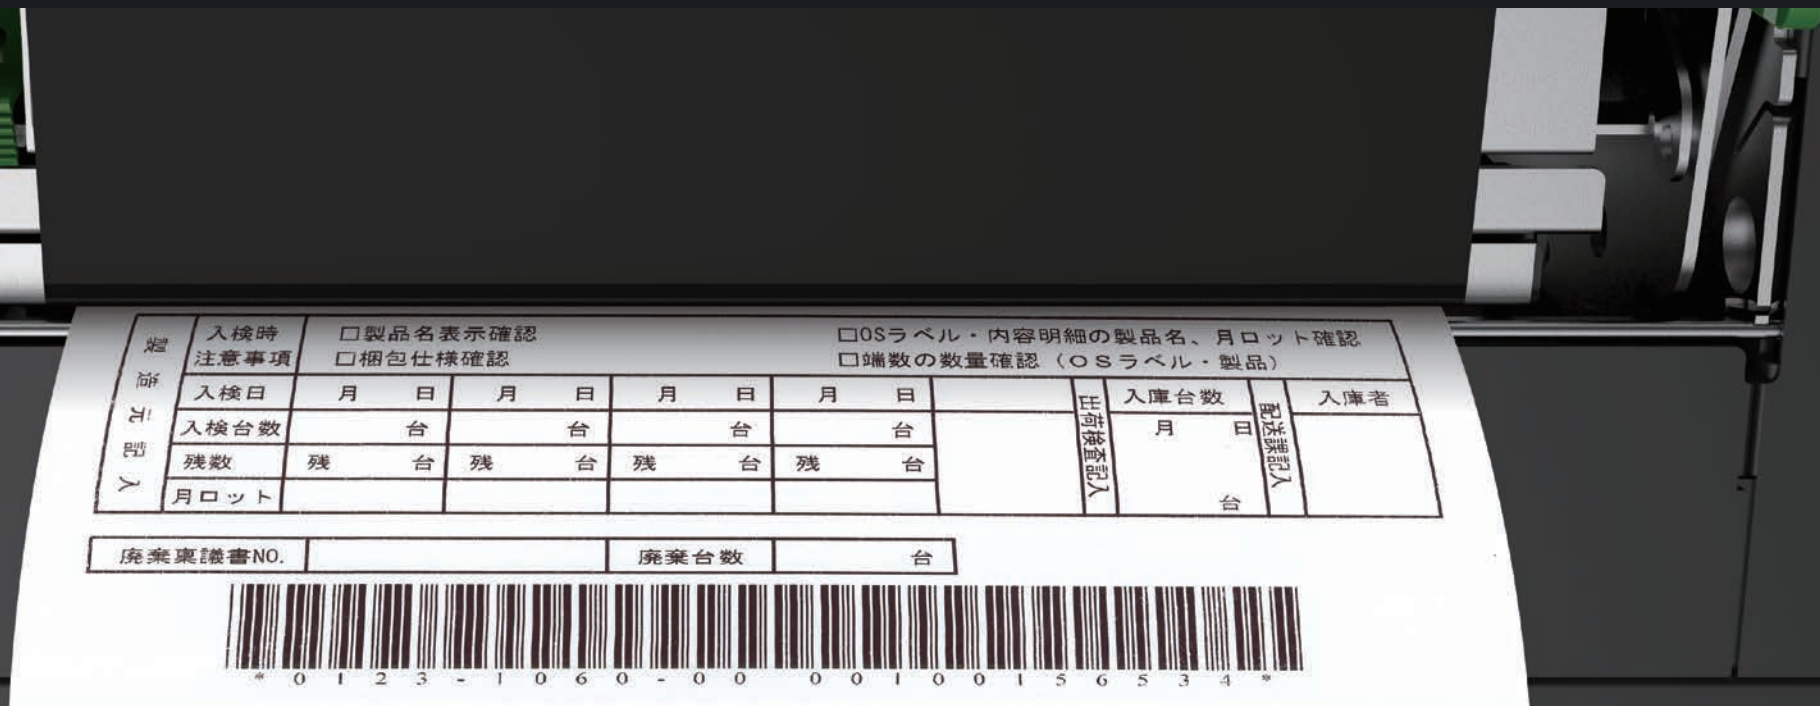 製造元記入
入検時 □製品名表示確認 □OSラベル・内容明細の製品名、月ロット確認
注意事項 □梱包仕様確認 □端数の数量確認（OSラベル・製品）
入検日 月 日 月 日 月 日 月 日 出荷検査記入 入庫台数 配送課記入 入庫者
入検台数 台 台 台 台 月 日
残数 残 台 残 台 残 台 残 台
月ロット 台
廃棄稟議書NO. 廃棄台数 台
*0123-1060-00 00100156534*